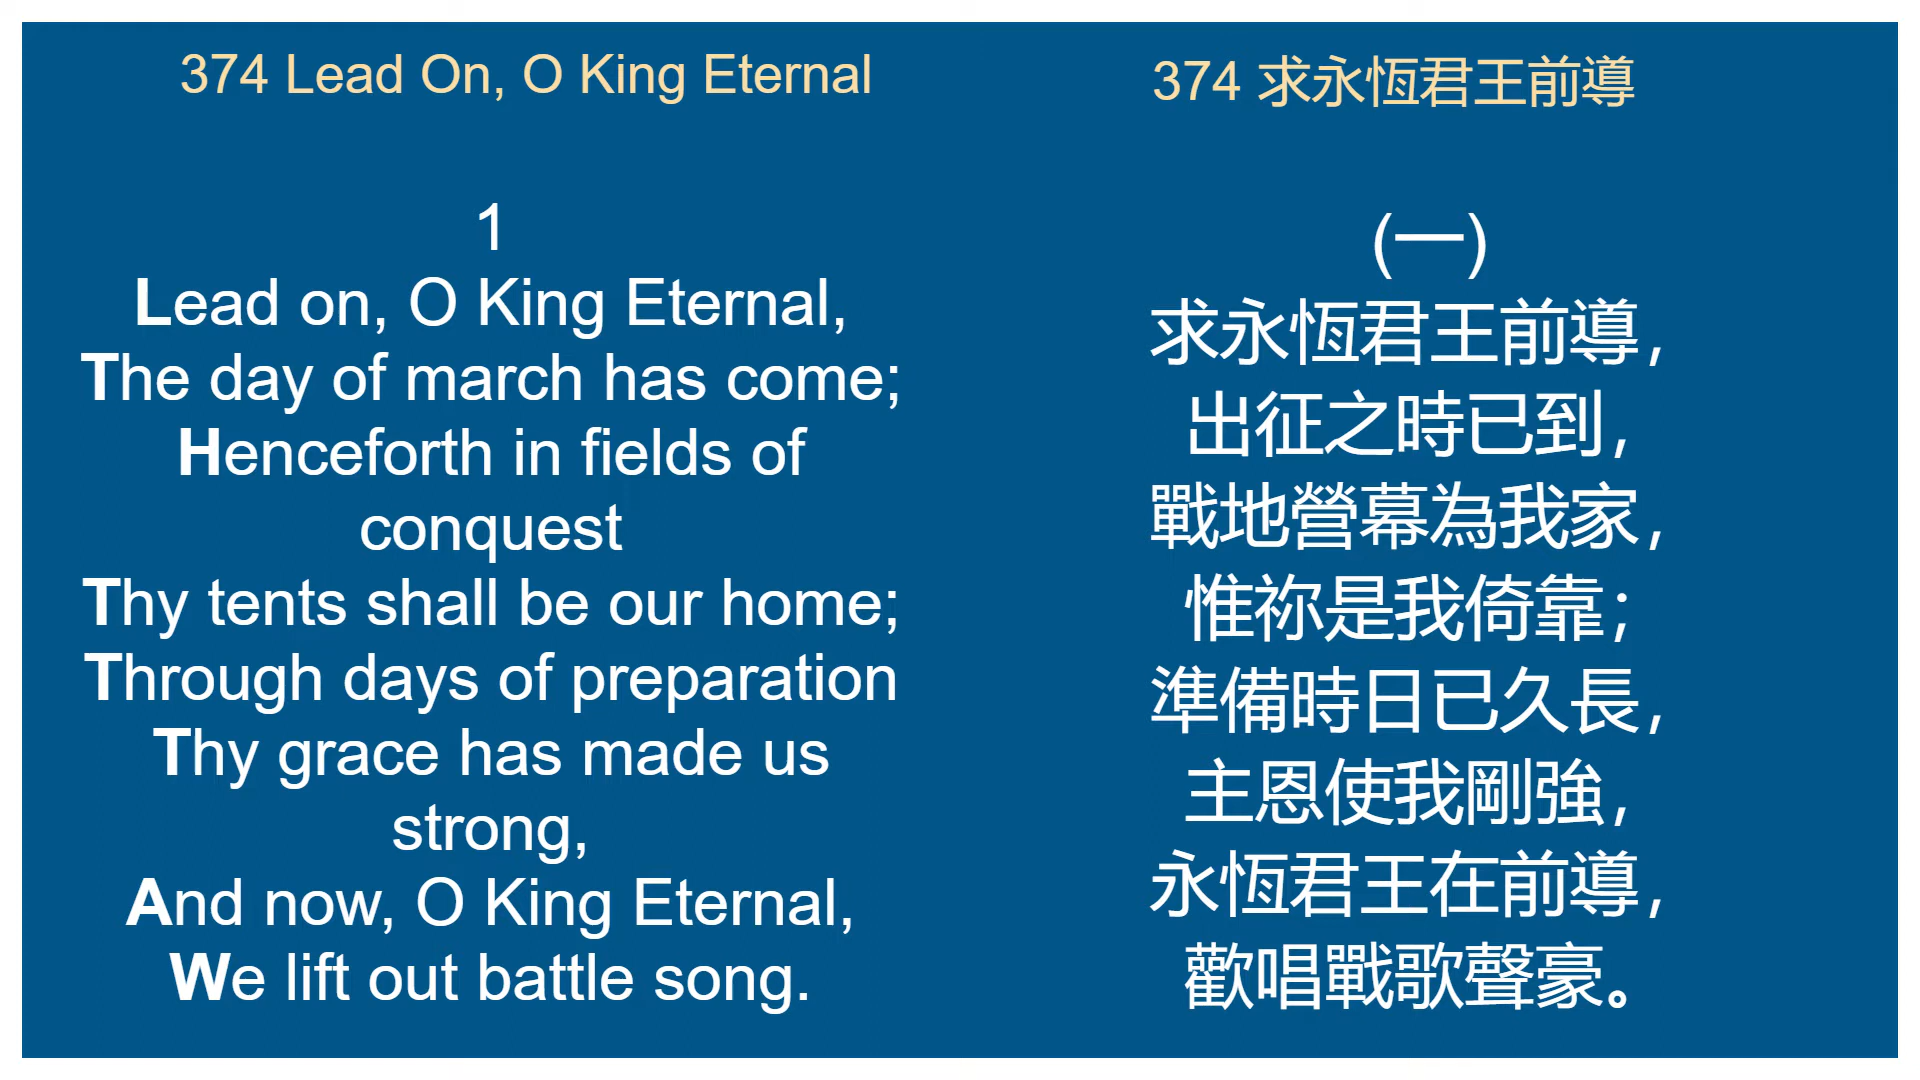 374 Lead On, O King Eternal
1
Lead on, O King Eternal,
The day of march has come;
Henceforth in fields of
conquest
Thy tents shall be our home;
Through days of preparation
Thy grace has made us
strong,
And now, O King Eternal,
We lift out battle song.
374 求永恆君王前導
(一)
求永恆君王前導,
出征之時已到,
戰地營幕為我家,
惟祢是我倚靠;
準備時日已久長,
主恩使我剛強,
永恆君王在前導,
歡唱戰歌聲豪。